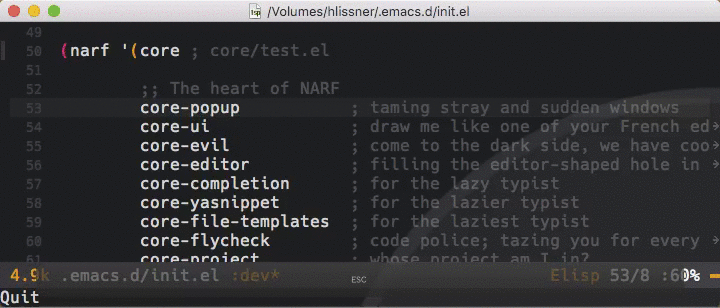 /Volumes/hlissner/.emacs.d/init.el
49
50 (narf '(core ; core/test.el
51
52 ;; The heart of NARF
53 core-popup ; taming stray and sudden windows
54 core-ui ; draw me like one of your French ed
55 core-evil ; come to the dark side, we have coo
56 core-editor ; filling the editor-shaped hole in
57 core-completion ; for the lazy typist
58 core-yasnippet ; for the lazier typist
59 core-file-templates ; for the laziest typist
60 core-flycheck ; code police; tazing you for every
61 core-project ; whose project am I in?
4.9k .emacs.d/init.el :dev* ESC Elisp 53/8 :60%
Quit